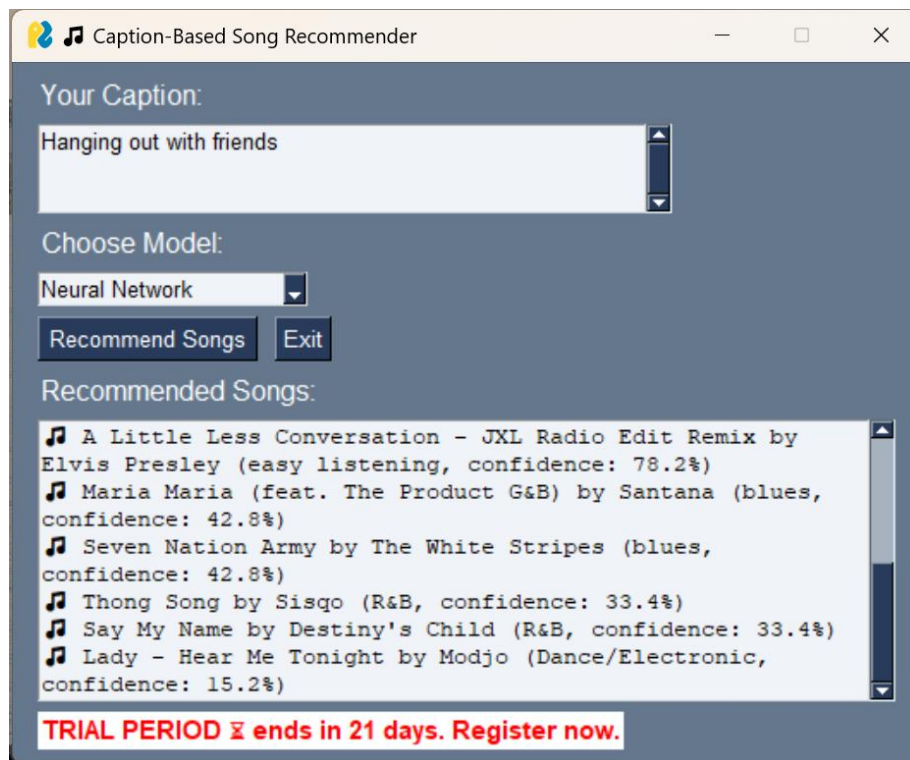 🎵 Caption-Based Song Recommender
Your Caption:
Hanging out with friends
Choose Model:
Neural Network
Recommend Songs Exit
Recommended Songs:
🎵 A Little Less Conversation - JXL Radio Edit Remix by
Elvis Presley (easy listening, confidence: 78.2%)
🎵 Maria Maria (feat. The Product G&B) by Santana (blues,
confidence: 42.8%)
🎵 Seven Nation Army by The White Stripes (blues,
confidence: 42.8%)
🎵 Thong Song by Sisqo (R&B, confidence: 33.4%)
🎵 Say My Name by Destiny's Child (R&B, confidence: 33.4%)
🎵 Lady - Hear Me Tonight by Modjo (Dance/Electronic,
confidence: 15.2%)
TRIAL PERIOD ⏳ ends in 21 days. Register now.